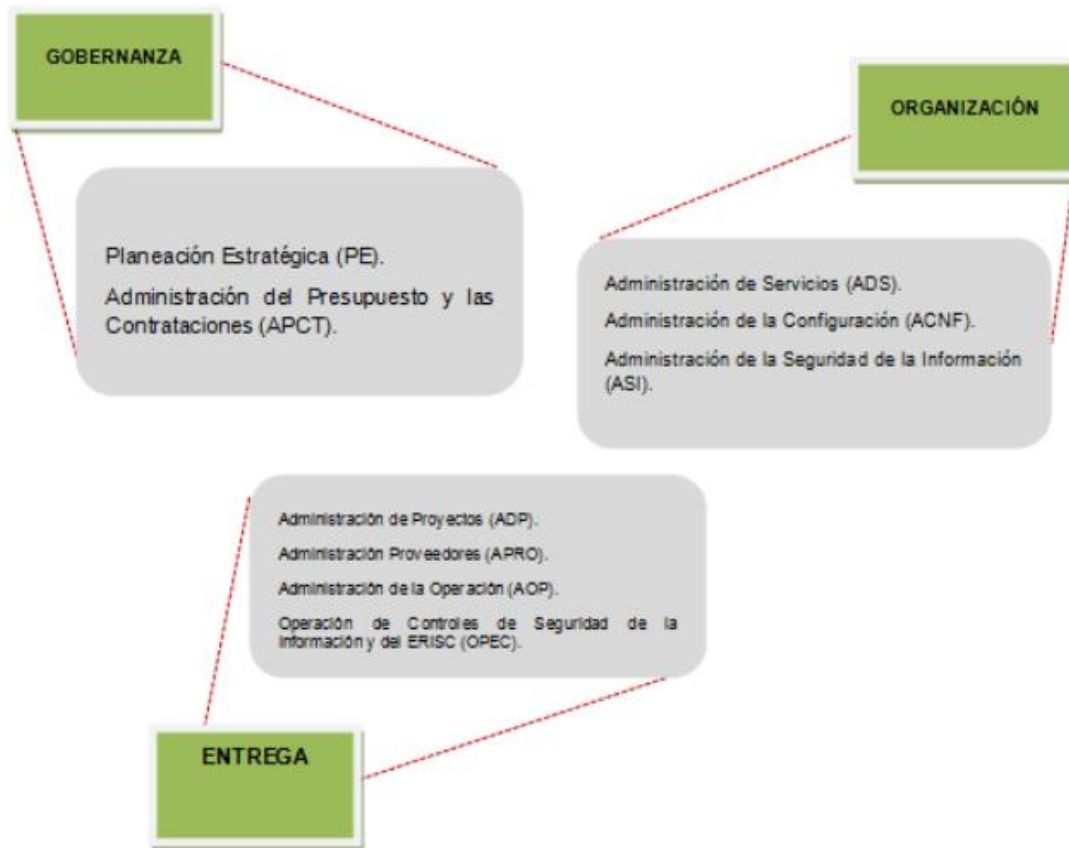 GOBERNANZA
Planeación Estratégica (PE).
Administración del Presupuesto y las
Contrataciones (APCT).
ORGANIZACIÓN
Administración de Servicios (ADS).
Administración de la Configuración (ACNF).
Administración de la Seguridad de la Información
(ASI).
Administración de Proyectos (ADP).
Administración Proveedores (APRO).
Administración de la Operación (AOP).
Operación de Controles de Seguridad de la
Información y del ERISC (OPEC).
ENTREGA